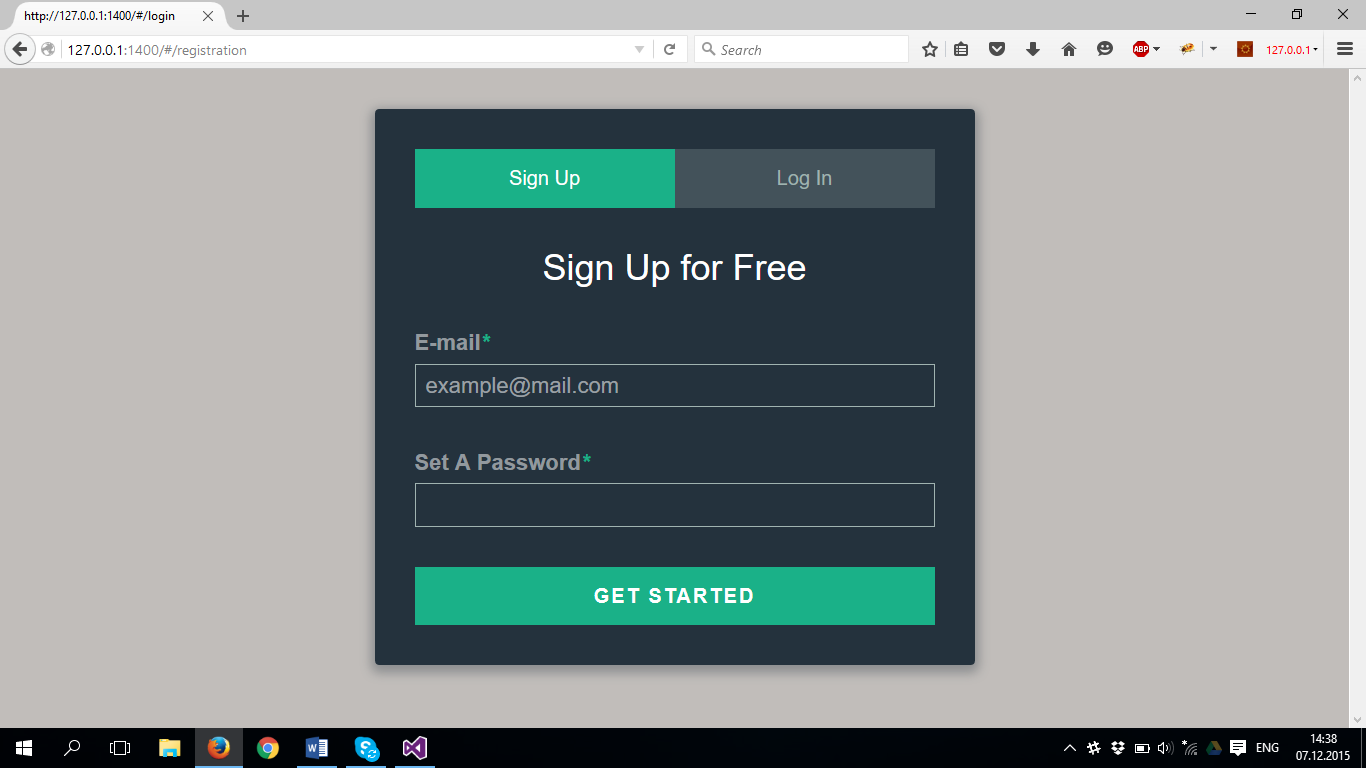 http://127.0.0.1:1400/#/login
127.0.0.1:1400/#/registration
Search
ABP
127.0.0.1
Sign Up
Log In
Sign Up for Free
E-mail*
example@mail.com
Set A Password*
GET STARTED
ENG
14:38
07.12.2015